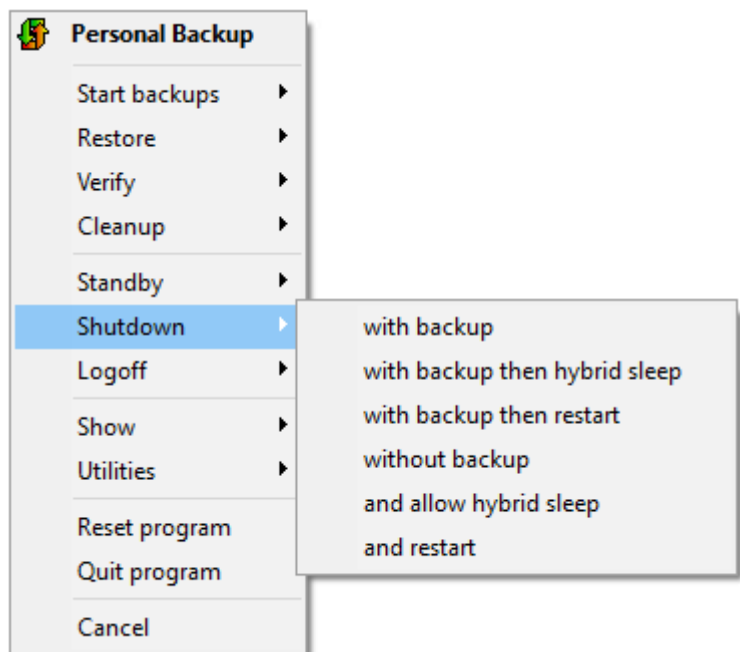 Personal Backup
Start backups
Restore
Verify
Cleanup
Standby
Shutdown
Logoff
Show
Utilities
Reset program
Quit program
Cancel
with backup
with backup then hybrid sleep
with backup then restart
without backup
and allow hybrid sleep
and restart